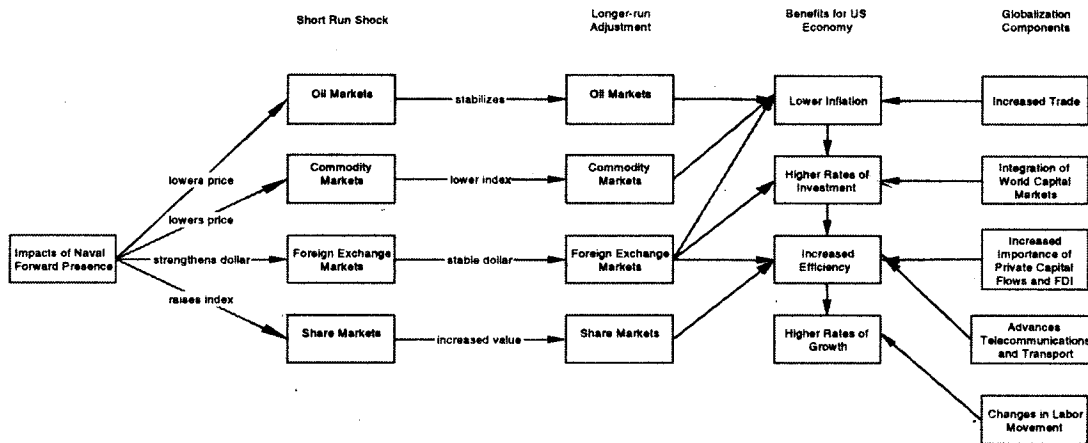 Short Run Shock
Longer-run
Adjustment
Benefits for US
Economy
Globalization
Components
Oil Markets
stabilizes
Oil Markets
Lower Inflation
Increased Trade
lowers price
Commodity
Markets
lower index
Commodity
Markets
Higher Rates of
Investment
Integration of
World Capital
Markets
lowers price
Impacts of Naval
Forward Presence
strengthens dollar
Foreign Exchange
Markets
stable dollar
Foreign Exchange
Markets
Increased
Efficiency
Increased
Importance of
Private Capital
Flows and FDI
raises index
Share Markets
increased value
Share Markets
Higher Rates of
Growth
Advances
Telecommunications
and Transport
Changes in Labor
Movement